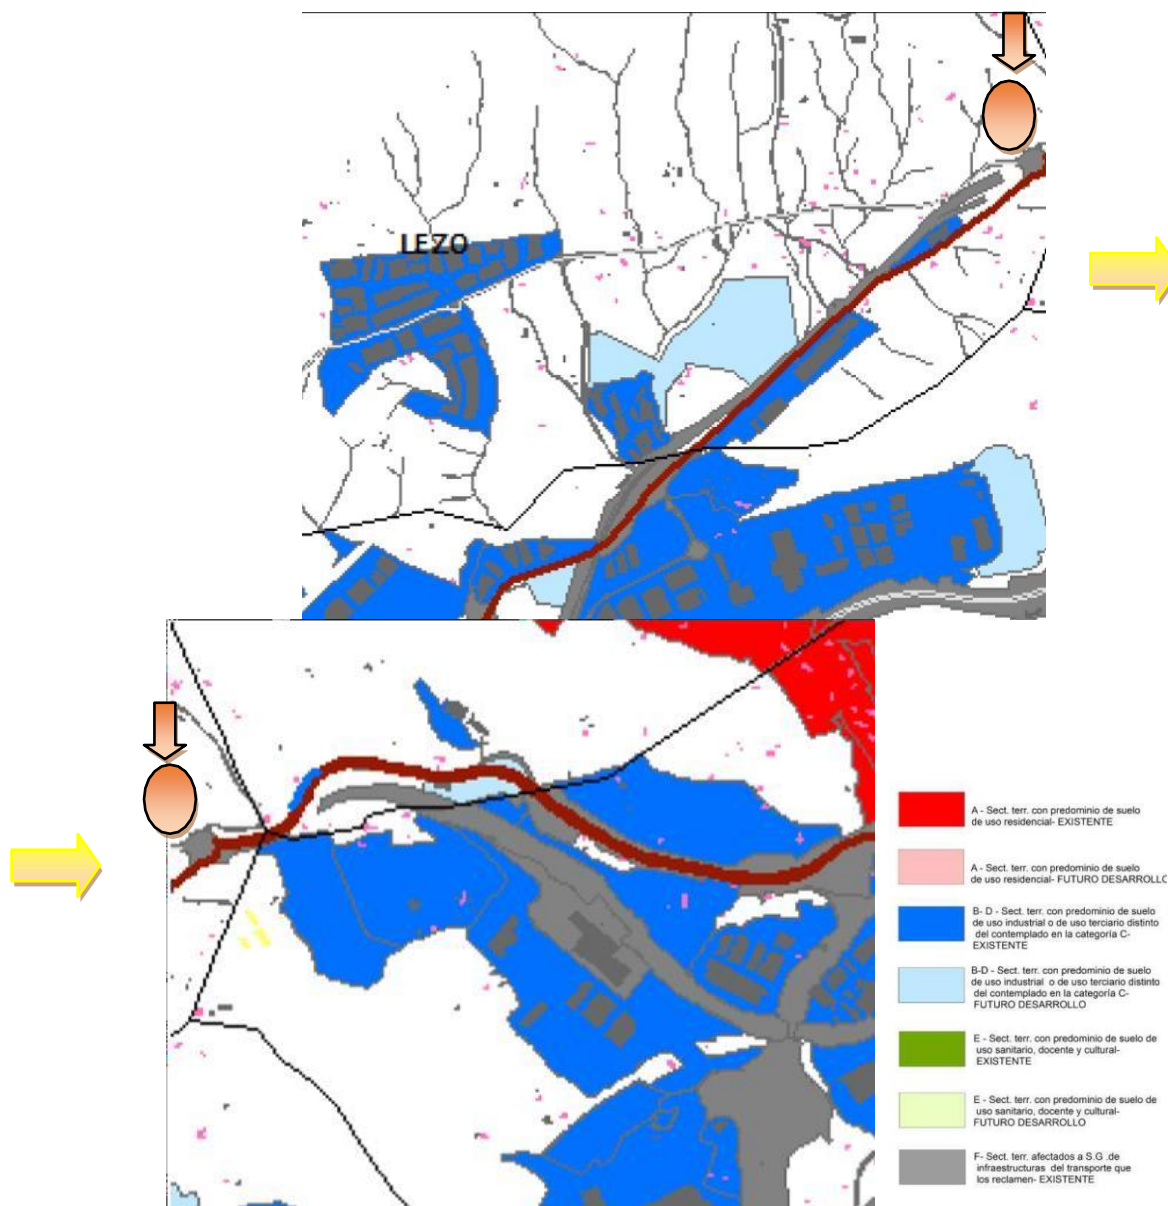 LEZO
A - Sect. terr. con predominio de suelo
de uso residencial- EXISTENTE
A - Sect. terr. con predominio de suelo
de uso residencial- FUTURO DESARROLLO
B- D - Sect. terr. con predominio de suelo
de uso industrial o de uso terciario distinto
del contemplado en la categoría C-
EXISTENTE
B-D - Sect. terr. con predominio de suelo
de uso industrial o de uso terciario distinto
del contemplado en la categoría C-
FUTURO DESARROLLO
E - Sect. terr. con predominio de suelo de
uso sanitario, docente y cultural-
EXISTENTE
E - Sect. terr. con predominio de suelo de
uso sanitario, docente y cultural-
FUTURO DESARROLLO
F- Sect. terr. afectados a S.G .de
infraestructuras del transporte que
los reclamen- EXISTENTE